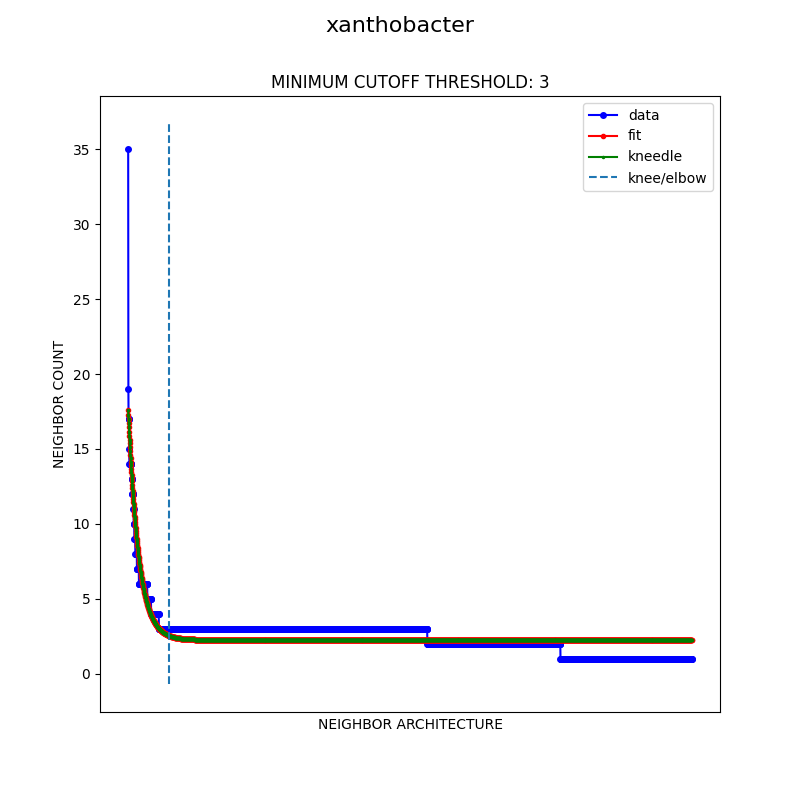 xanthobacter
MINIMUM CUTOFF THRESHOLD: 3
data
fit
kneedle
knee/elbow
35
30
25
20
15
10
5
0
NEIGHBOR COUNT
NEIGHBOR ARCHITECTURE